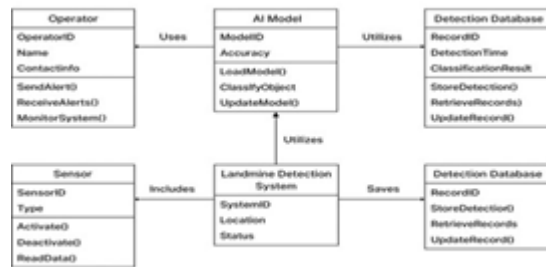 Operator
OperatorID
Name
Contactinfo
SendAlert()
ReceiveAlerts()
MonitorSystem()
Uses
AI Model
ModelID
Accuracy
LoadModel()
ClassifyObject
UpdateModel()
Utilizes
Detection Database
RecordID
DetectionTime
ClassificationResult
StoreDetection()
RetrieveRecords)
UpdateRecord()
Utilizes
Sensor
SensorID
Type
Activate()
Deactivate()
ReadData()
Includes
Landmine Detection
System
SystemID
Location
Status
Saves
Detection Database
RecordID
StoreDetection()
RetrieveRecords
UpdateRecord()